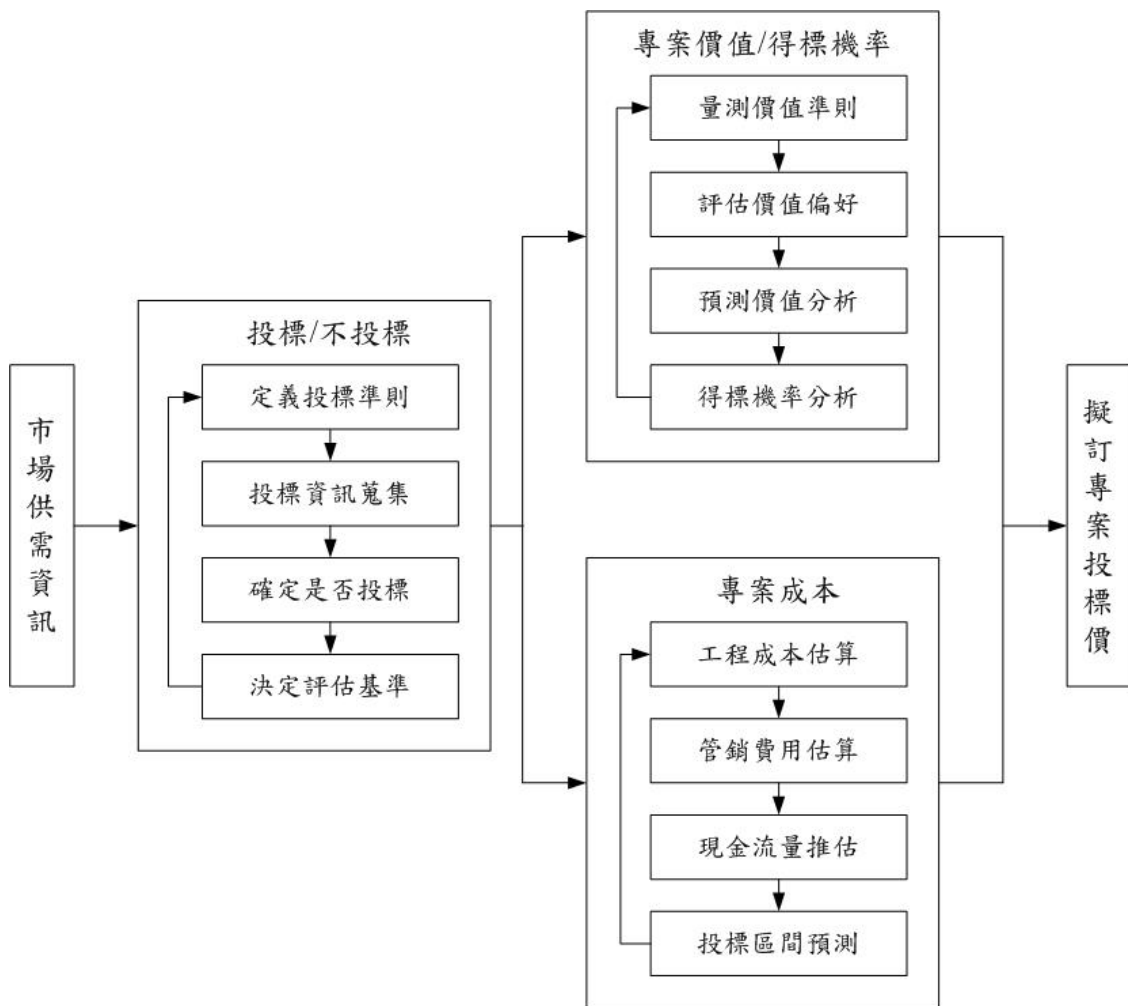 市場供需資訊
投標/不投標
定義投標準則
投標資訊蒐集
確定是否投標
決定評估基準
專案價值/得標機率
量測價值準則
評估價值偏好
預測價值分析
得標機率分析
專案成本
工程成本估算
管銷費用估算
現金流量推估
投標區間預測
擬訂專案投標價